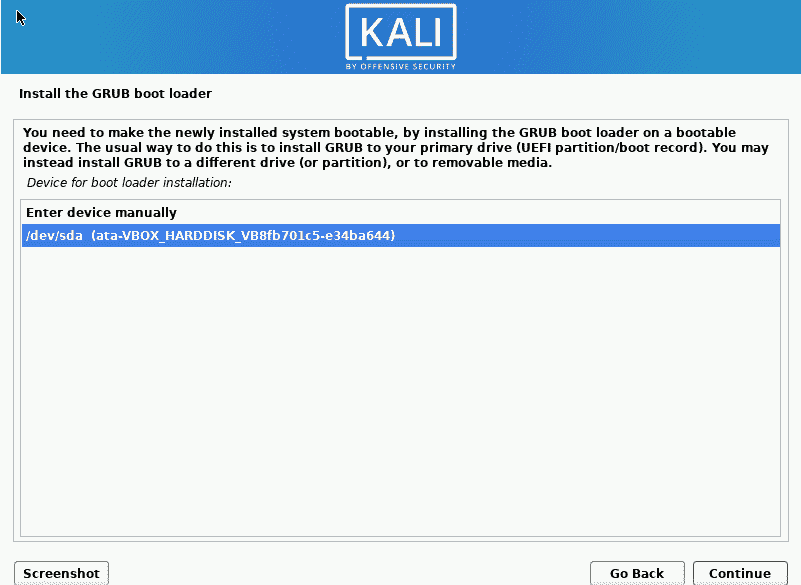 KALI
BY OFFENSIVE SECURITY
Install the GRUB boot loader
You need to make the newly installed system bootable, by installing the GRUB boot loader on a bootable
device. The usual way to do this is to install GRUB to your primary drive (UEFI partition/boot record). You may
instead install GRUB to a different drive (or partition), or to removable media.
Device for boot loader installation:
Enter device manually
/dev/sda  (ata-VBOX_HARDDISK_VB8fb701c5-e34ba644)
Screenshot
Go Back
Continue